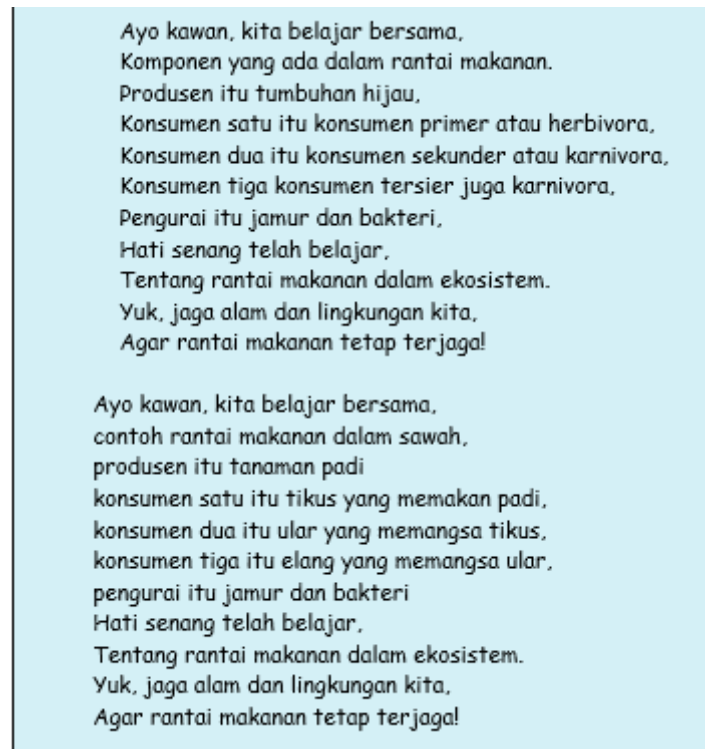 Ayo kawan, kita belajar bersama,
Komponen yang ada dalam rantai makanan.
Produsen itu tumbuhan hijau,
Konsumen satu itu konsumen primer atau herbivora,
Konsumen dua itu konsumen sekunder atau karnivora,
Konsumen tiga konsumen tersier juga karnivora,
Pengurai itu jamur dan bakteri,
Hati senang telah belajar,
Tentang rantai makanan dalam ekosistem.
Yuk, jaga alam dan lingkungan kita,
Agar rantai makanan tetap terjaga!
Ayo kawan, kita belajar bersama,
contoh rantai makanan dalam sawah,
produsen itu tanaman padi
konsumen satu itu tikus yang memakan padi,
konsumen dua itu ular yang memangsa tikus,
konsumen tiga itu elang yang memangsa ular,
pengurai itu jamur dan bakteri
Hati senang telah belajar,
Tentang rantai makanan dalam ekosistem.
Yuk, jaga alam dan lingkungan kita,
Agar rantai makanan tetap terjaga!